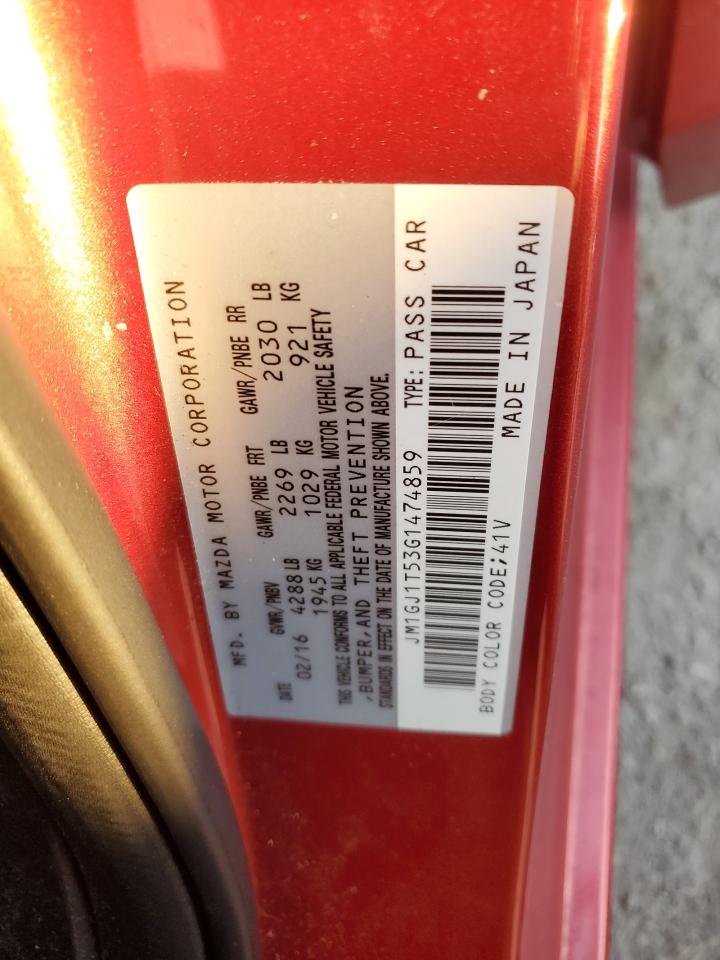 MFD. BY MAZDA MOTOR CORPORATION
DATE GVWR/PNBV GAWR/PNBE FRT GAWR/PNBE RR
02/16 4288 LB 2269 LB 2030 LB
1945 KG 1029 KG 921 KG
THIS VEHICLE CONFORMS TO ALL APPLICABLE FEDERAL MOTOR VEHICLE SAFETY
,BUMPER,AND THEFT PREVENTION
STANDARDS IN EFFECT ON THE DATE OF MANUFACTURE SHOWN ABOVE.
JM1GJ1T53G1474859 TYPE: PASS CAR
BODY COLOR CODE;41V MADE IN JAPAN